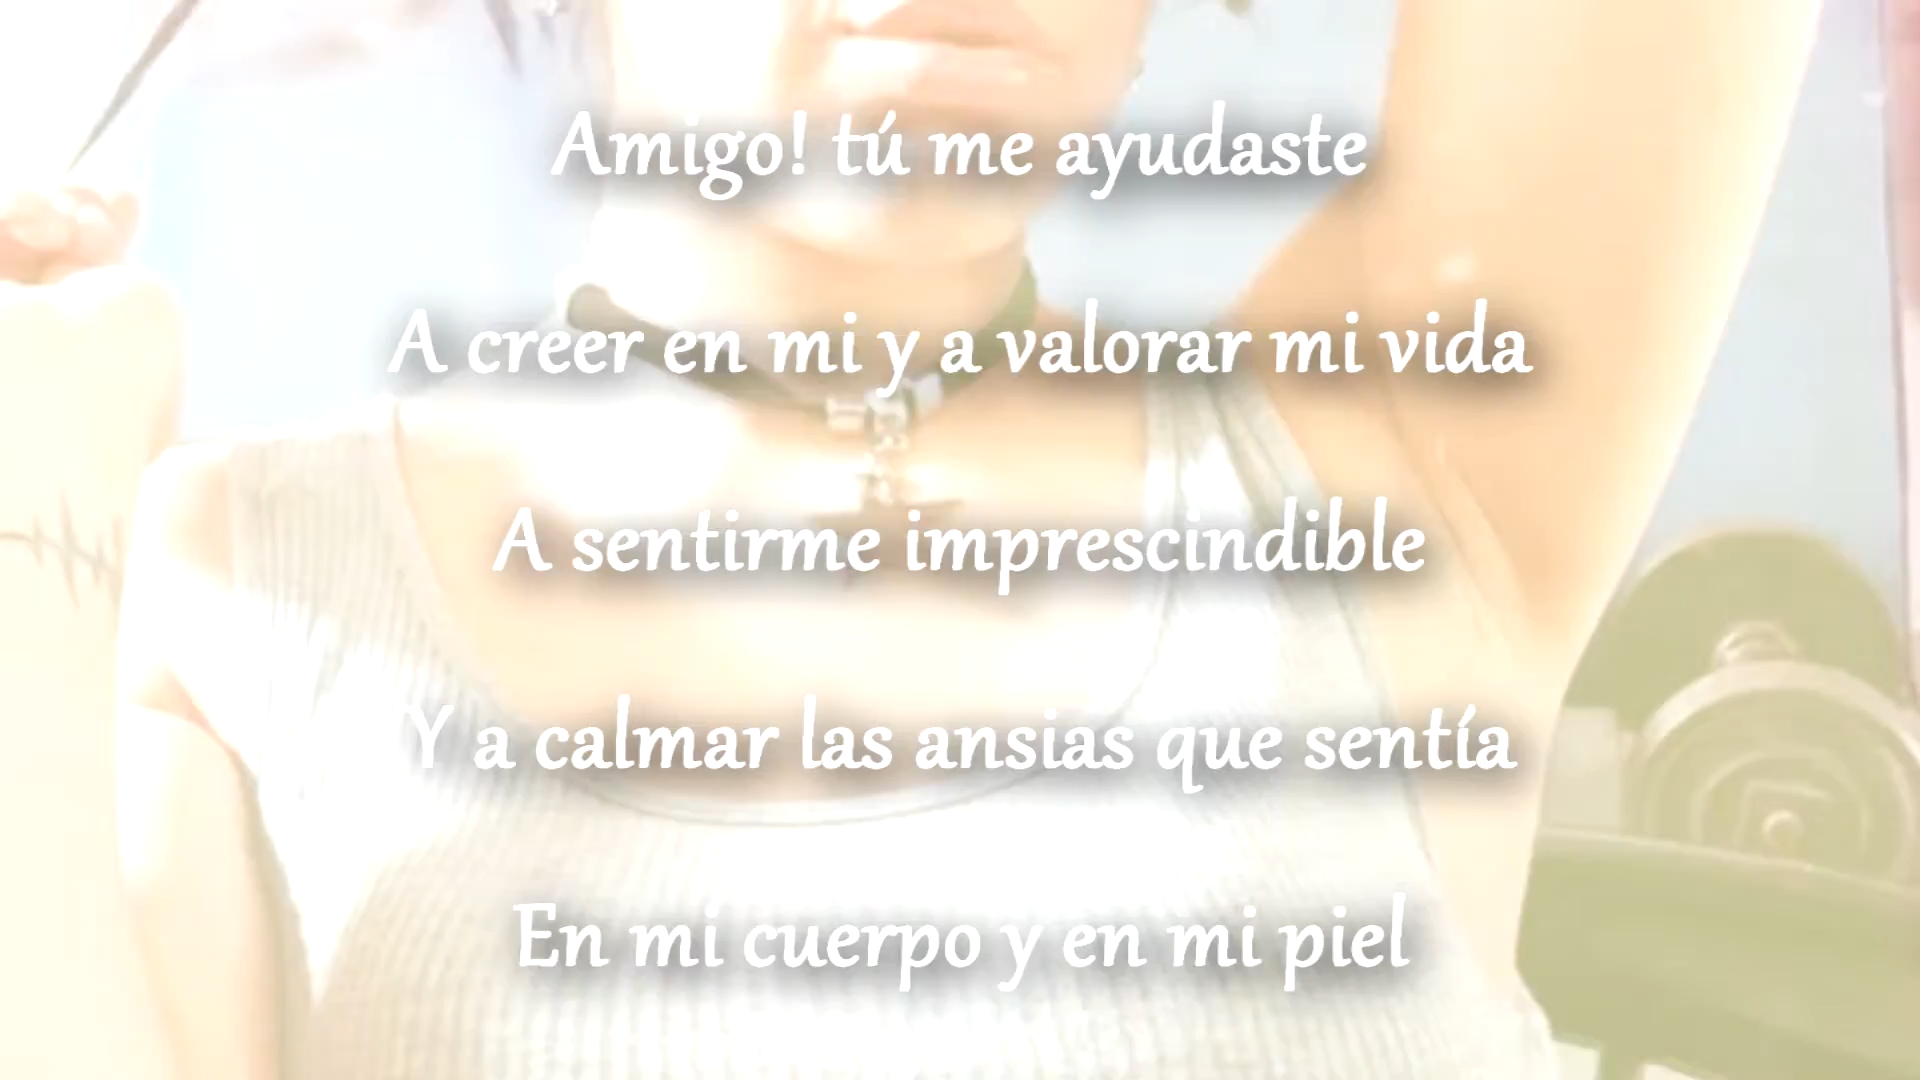 Amigo! tú me ayudaste
A creer en mi y a valorar mi vida
A sentirme imprescindible
Y a calmar las ansias que sentía
En mi cuerpo y en mi piel